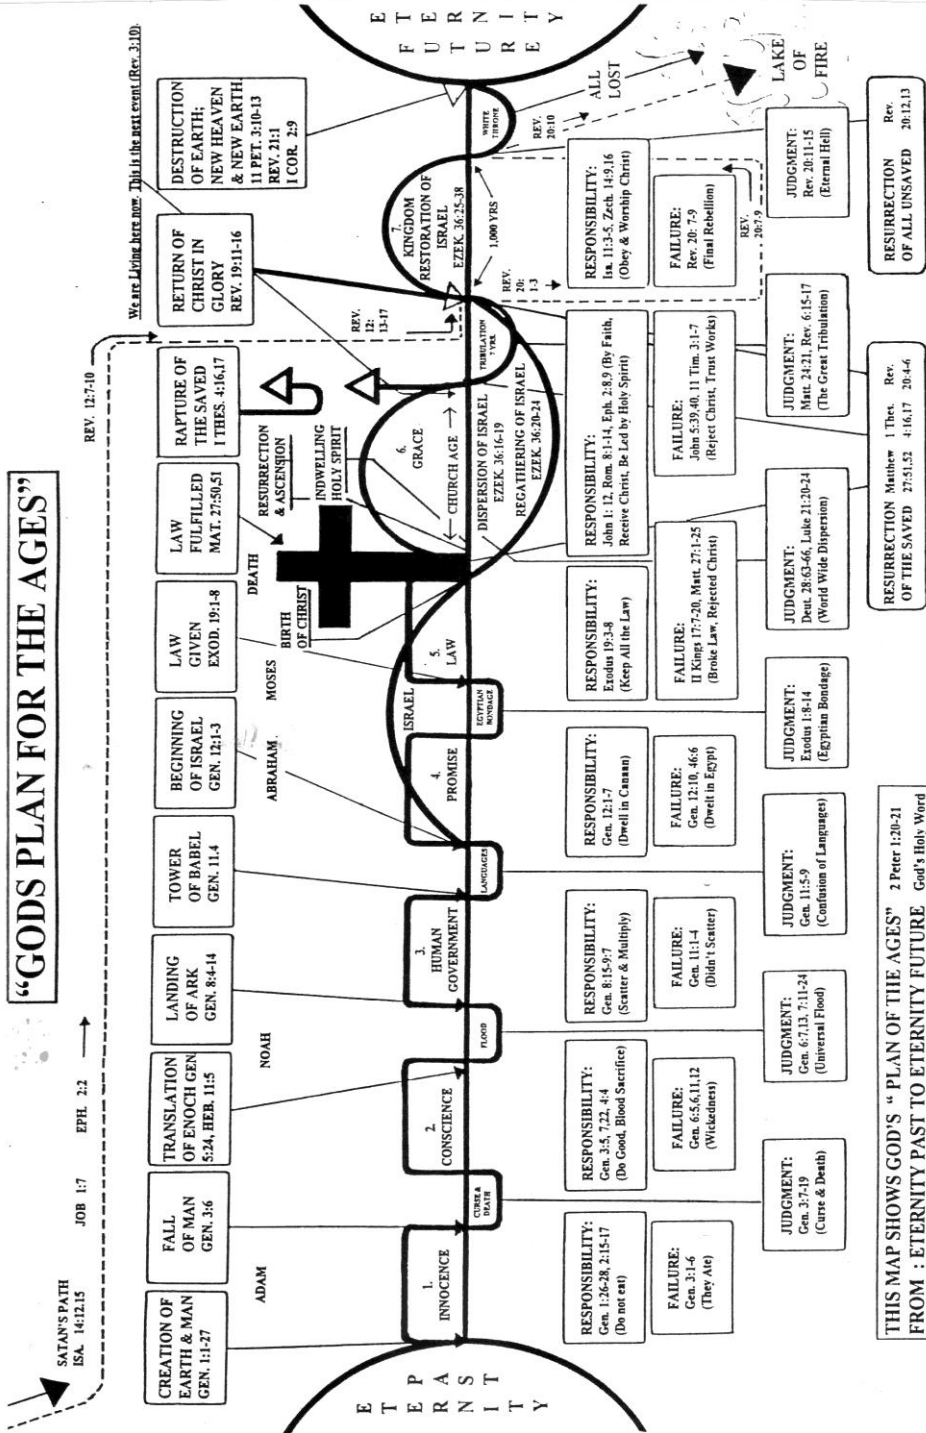 “GODS PLAN FOR THE AGES”
SATAN'S PATH
ISA. 14:12.15
JOB 1:7
EPH. 2:2
REV. 12:7-10
We are Living here now. This is the next event (Rev. 3:10)
CREATION OF
EARTH & MAN
GEN. 1:1-27
FALL
OF MAN
GEN. 3:6
TRANSLATION
OF ENOCH GEN.
5:24, HEB. 11:5
LANDING
OF ARK
GEN. 8:4-14
TOWER
OF BABEL
GEN. 11.4
BEGINNING
OF ISRAEL
GEN. 12:1-3
LAW
GIVEN
EXOD. 19:1-8
LAW
FULFILLED
MAT. 27:50,51
RAPTURE OF
THE SAVED
I THES. 4:16,17
RETURN OF
CHRIST IN
GLORY
REV. 19:11-16
DESTRUCTION
OF EARTH;
NEW HEAVEN
& NEW EARTH
11 PET. 3:10-13
REV. 21:1
I COR. 2:9
ADAM
NOAH
ABRAHAM
MOSES
DEATH
BIRTH
OF CHRIST
RESURRECTION
& ASCENSION
INDWELLING
HOLY SPIRIT
REV.
12:
13-17
ETERNITY
PAST
1.
INNOCENCE
CURSE &
DEATH
2.
CONSCIENCE
FLOOD
3.
HUMAN
GOVERNMENT
LANGUAGES
4.
PROMISE
ISRAEL
EGYPTIAN
BONDAGE
5.
LAW
6.
GRACE
CHURCH AGE
DISPERSION OF ISRAEL
EZEK. 36:16-19
REGATHERING OF ISRAEL
EZEK. 36:20-24
TRIBULATION
7 YRS
7.
KINGDOM
RESTORATION OF
ISRAEL
EZEK. 36:25-38
1,000 YRS
REV.
20:
1-3
WHITE
THRONE
REV.
20:10
ALL
LOST
LAKE
OF
FIRE
ETERNITY
FUTURE
RESPONSIBILITY:
Gen. 1:26-28, 2:15-17
(Do not eat)
FAILURE:
Gen. 3:1-6
(They Ate)
JUDGMENT:
Gen. 3:7-19
(Curse & Death)
RESPONSIBILITY:
Gen. 3:5, 7,22, 4:4
(Do Good, Blood Sacrifice)
FAILURE:
Gen. 6:5,6,11,12
(Wickedness)
JUDGMENT:
Gen. 6:7,13, 7:11-24
(Universal Flood)
RESPONSIBILITY:
Gen. 8:15-9:7
(Scatter & Multiply)
FAILURE:
Gen. 11:1-4
(Didn't Scatter)
JUDGMENT:
Gen. 11:5-9
(Confusion of Languages)
RESPONSIBILITY:
Gen. 12:1-7
(Dwell in Canaan)
FAILURE:
Gen. 12:10, 46:6
(Dwelt in Egypt)
JUDGMENT:
Exodus 1:8-14
(Egyptian Bondage)
RESPONSIBILITY:
Exodus 19:3-8
(Keep All the Law)
FAILURE:
II Kings 17:7-20, Matt. 27:1-25
(Broke Law, Rejected Christ)
JUDGMENT:
Deut. 28:63-66, Luke 21:20-24
(World Wide Dispersion)
RESPONSIBILITY:
John 1: 12, Rom. 8:1-14, Eph. 2:8,9 (By Faith,
Receive Christ, Be Led by Holy Spirit)
FAILURE:
John 5:39,40, 11 Tim. 3:1-7
(Reject Christ, Trust Works)
JUDGMENT:
Matt. 24:21, Rev. 6:15-17
(The Great Tribulation)
RESPONSIBILITY:
Isa. 11:3-5, Zech. 14:9,16
(Obey & Worship Christ)
FAILURE:
Rev. 20: 7-9
(Final Rebellion)
REV.
20:7-9
JUDGMENT:
Rev. 20:11-15
(Eternal Hell)
THIS MAP SHOWS GOD'S “ PLAN OF THE AGES” 2 Peter 1:20-21
FROM : ETERNITY PAST TO ETERNITY FUTURE God's Holy Word
RESURRECTION Matthew 1 Thes. Rev.
OF THE SAVED 27:51,52 4:16,17 20:4-6
RESURRECTION Rev.
OF ALL UNSAVED 20:12,13